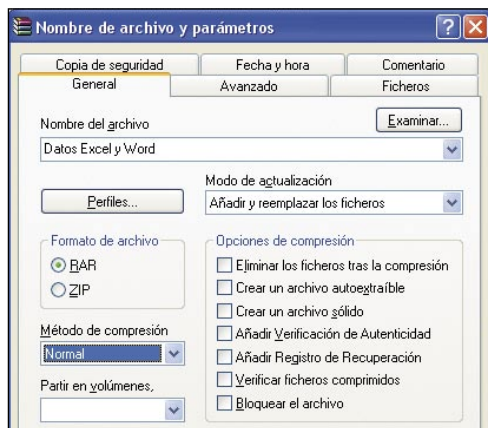 Nombre de archivo y parámetros
Copia de seguridad
Fecha y hora
Comentario
General
Avanzado
Ficheros
Nombre del archivo
Examinar...
Datos Excel y Word
Perfiles...
Modo de actualización
Añadir y reemplazar los ficheros
Formato de archivo
RAR
ZIP
Método de compresión
Normal
Partir en volúmenes,
Opciones de compresión
Eliminar los ficheros tras la compresión
Crear un archivo autoextraíble
Crear un archivo sólido
Añadir Verificación de Autenticidad
Añadir Registro de Recuperación
Verificar ficheros comprimidos
Bloquear el archivo